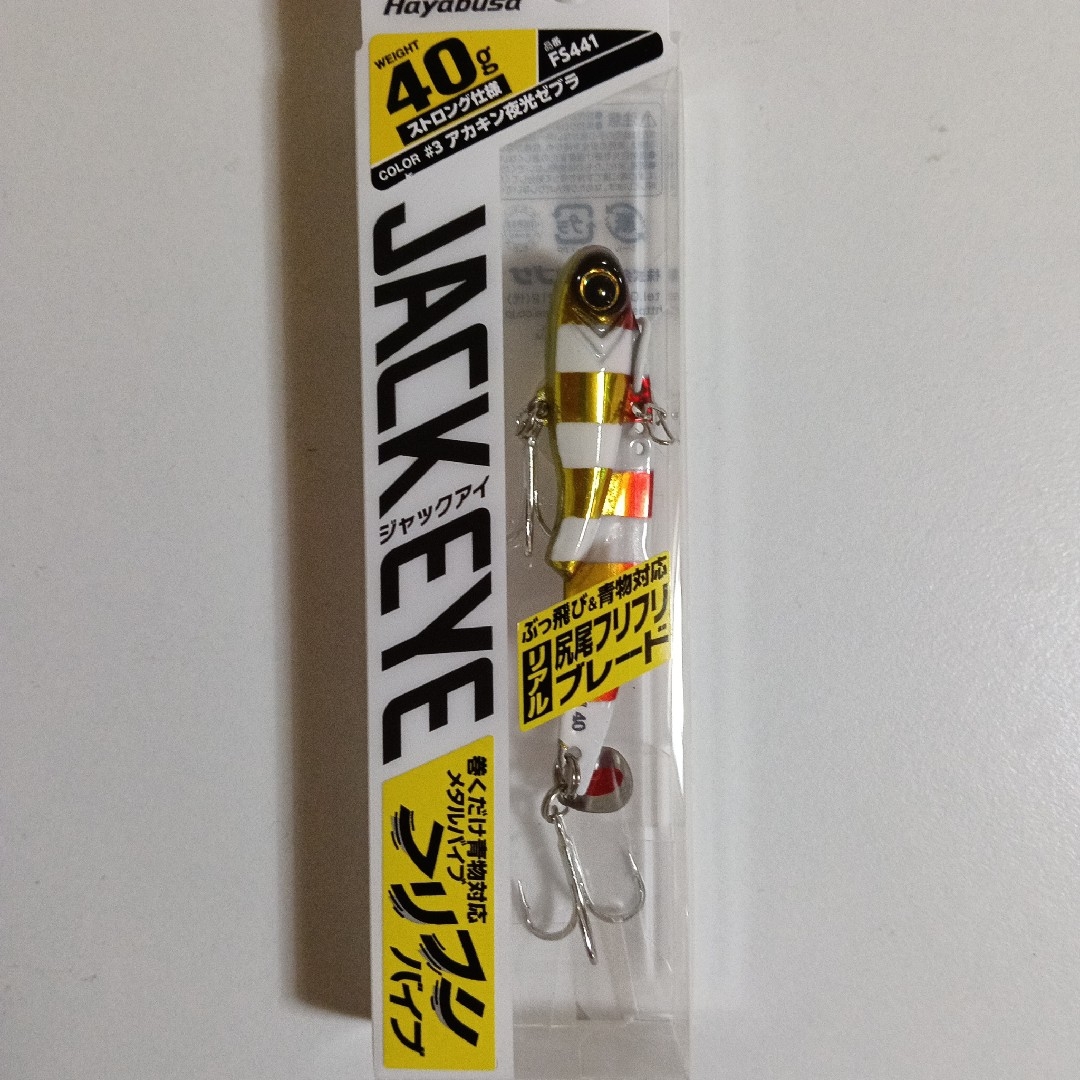 Hayabusa
WEIGHT
40g
ストロング仕様
品番
FS441
COLOR #3 アカキン夜光ゼブラ
JACKEYE
ジャックアイ
ぶっ飛び&青物対応
リアル
尻尾フリフリ
ブレード
40
巻くだけ青物対応
メタルバイブ
フリフリ
バイブ